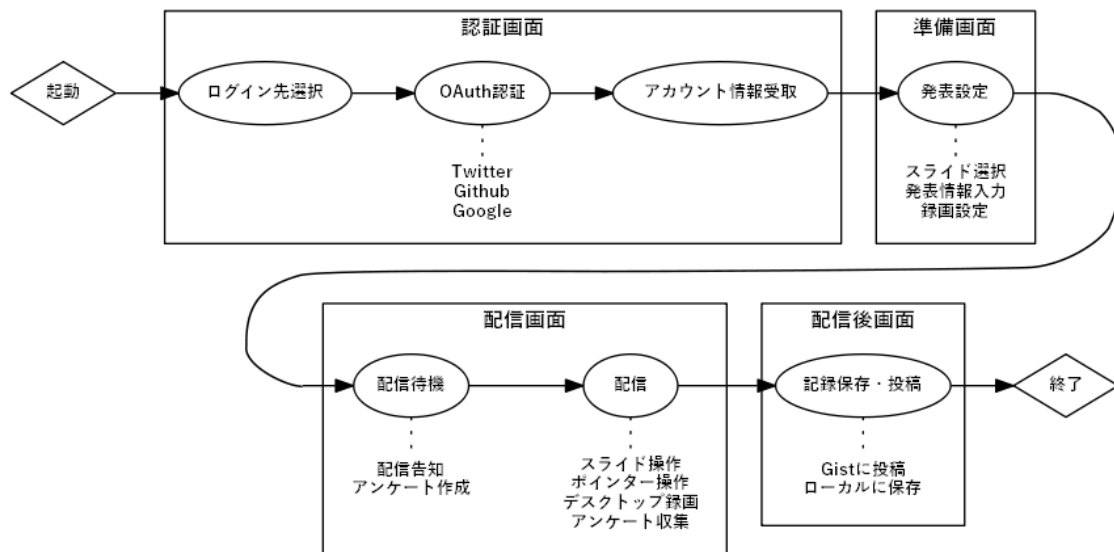 認証画面
準備画面
起動
ログイン先選択
OAuth認証
アカウント情報受取
発表設定
Twitter
Github
Google
スライド選択
発表情報入力
録画設定
配信画面
配信後画面
配信待機
配信
記録保存・投稿
終了
配信告知
アンケート作成
スライド操作
ポインター操作
デスクトップ録画
アンケート収集
Gistに投稿
ローカルに保存